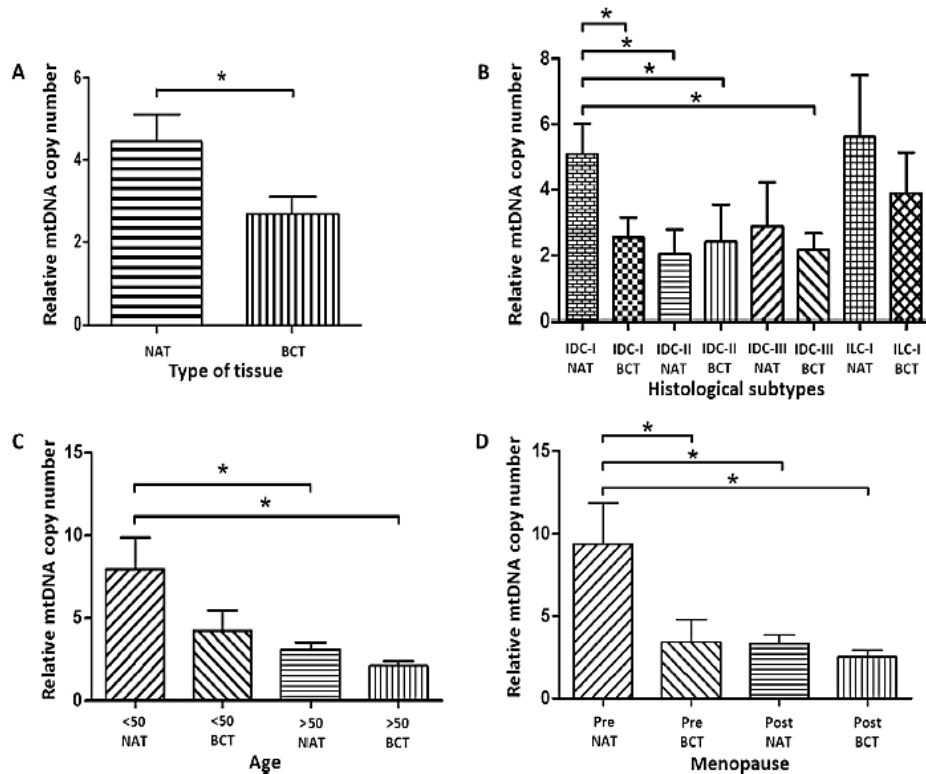 A
*
6
4
2
0
Relative mtDNA copy number
NAT
BCT
Type of tissue
B
*
*
*
*
8
6
4
2
0
Relative mtDNA copy number
IDC-I IDC-I IDC-II IDC-II IDC-III IDC-III ILC-I ILC-I
NAT BCT NAT BCT NAT BCT NAT BCT
Histological subtypes
C
*
*
15
10
5
0
Relative mtDNA copy number
<50 <50 >50 >50
NAT BCT NAT BCT
Age
D
*
*
*
15
10
5
0
Relative mtDNA copy number
Pre Pre Post Post
NAT BCT NAT BCT
Menopause